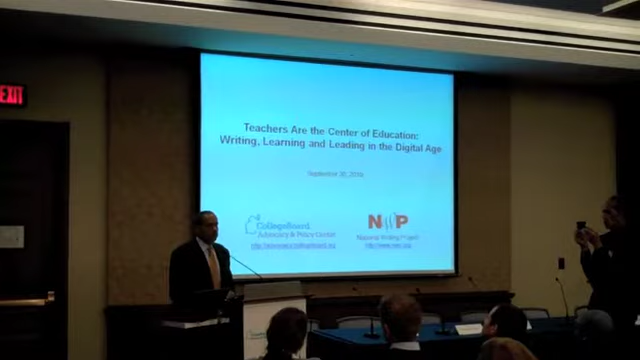 EXIT
Teachers Are the Center of Education:
Writing, Learning and Leading in the Digital Age
CollegeBoard
Advocacy & Policy Center
NWP
National Writing Project